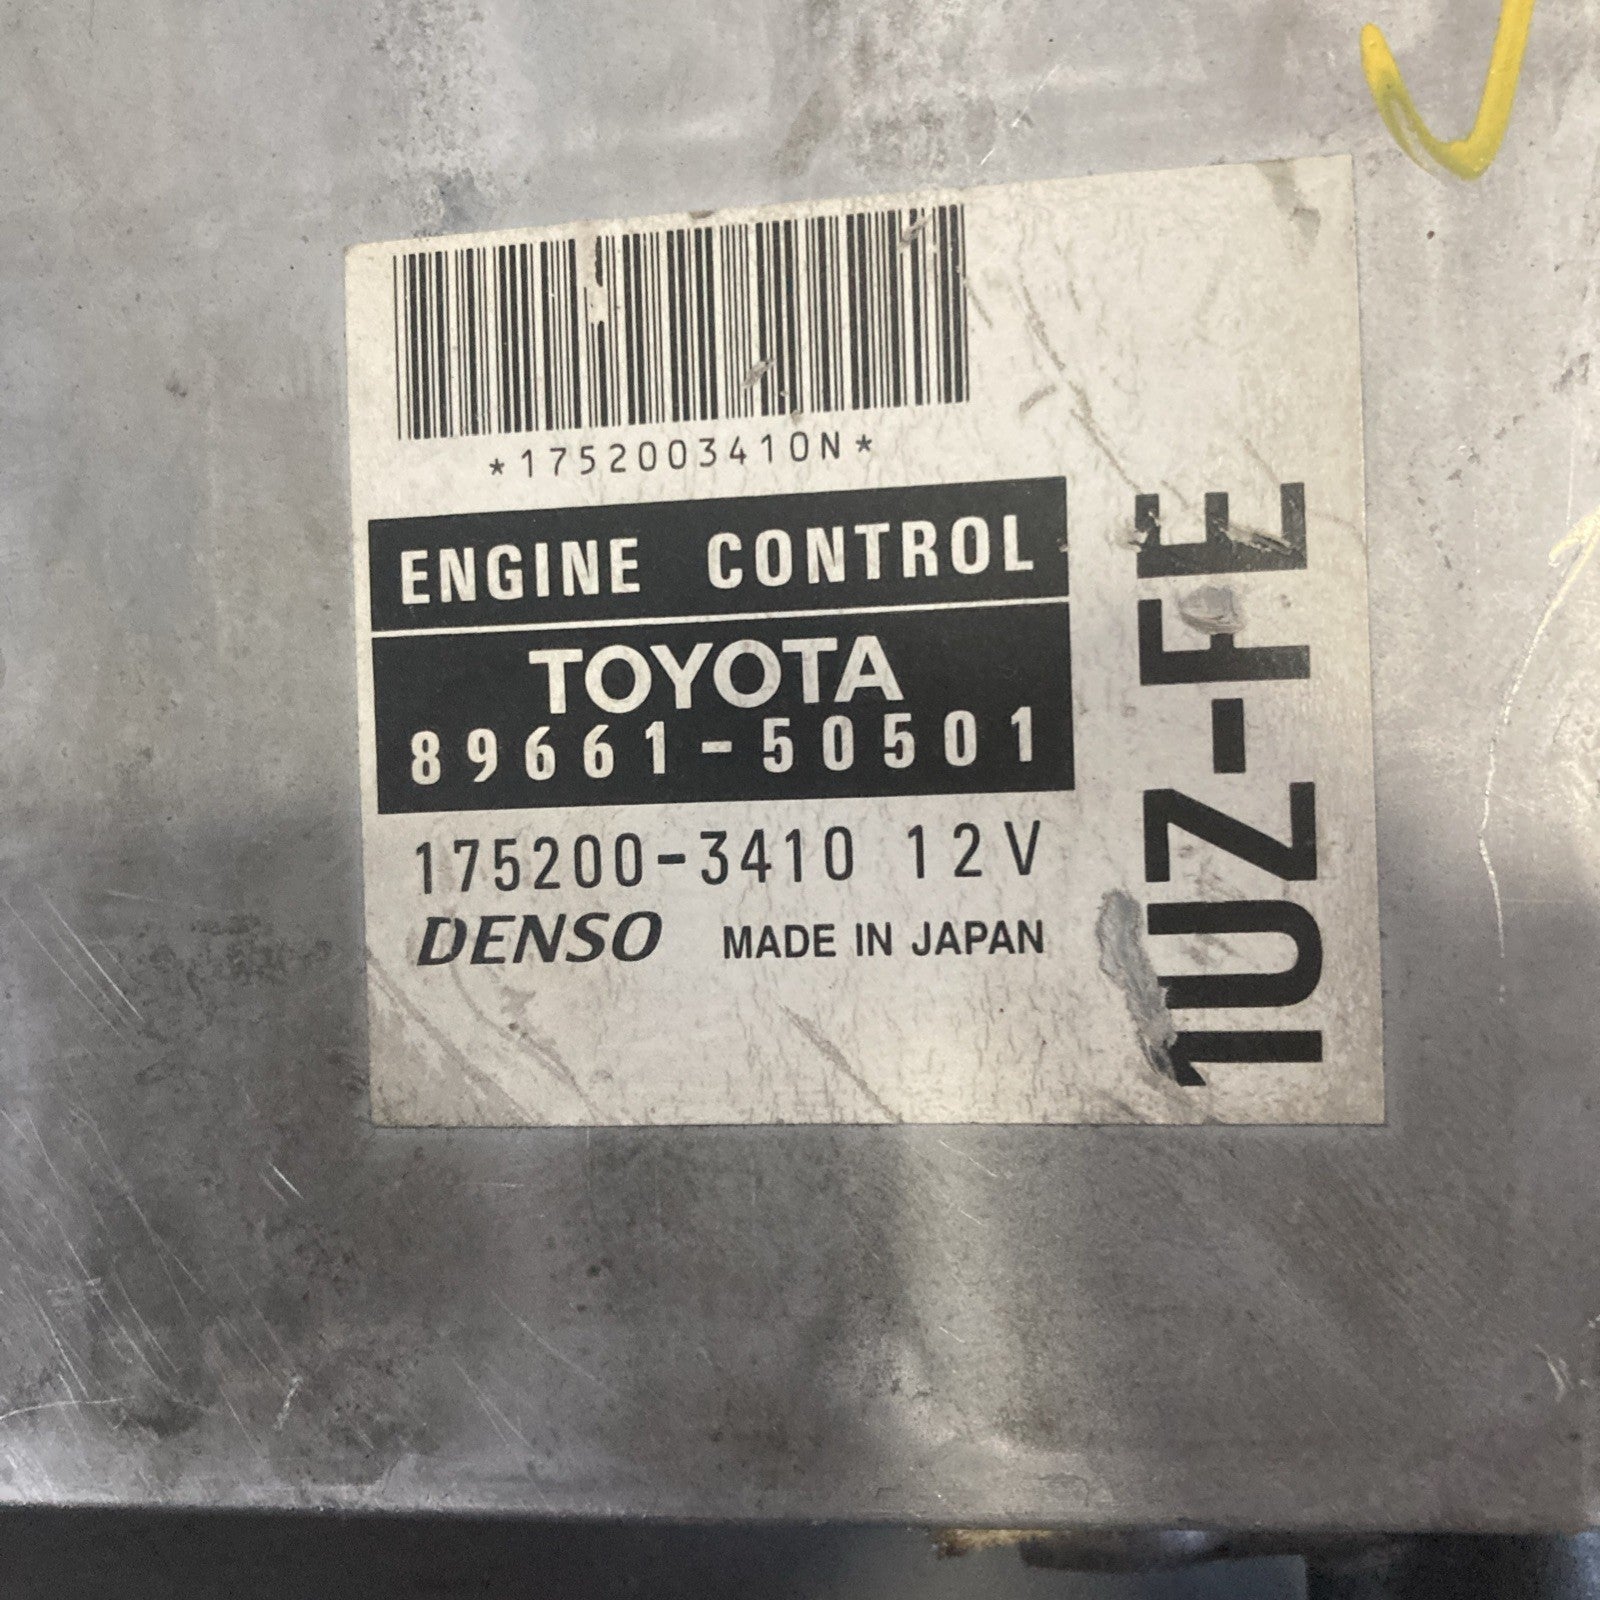 *1752003410N*
ENGINE CONTROL
TOYOTA
89661-50501
175200-3410 12V
DENSO MADE IN JAPAN
1UZ-FE